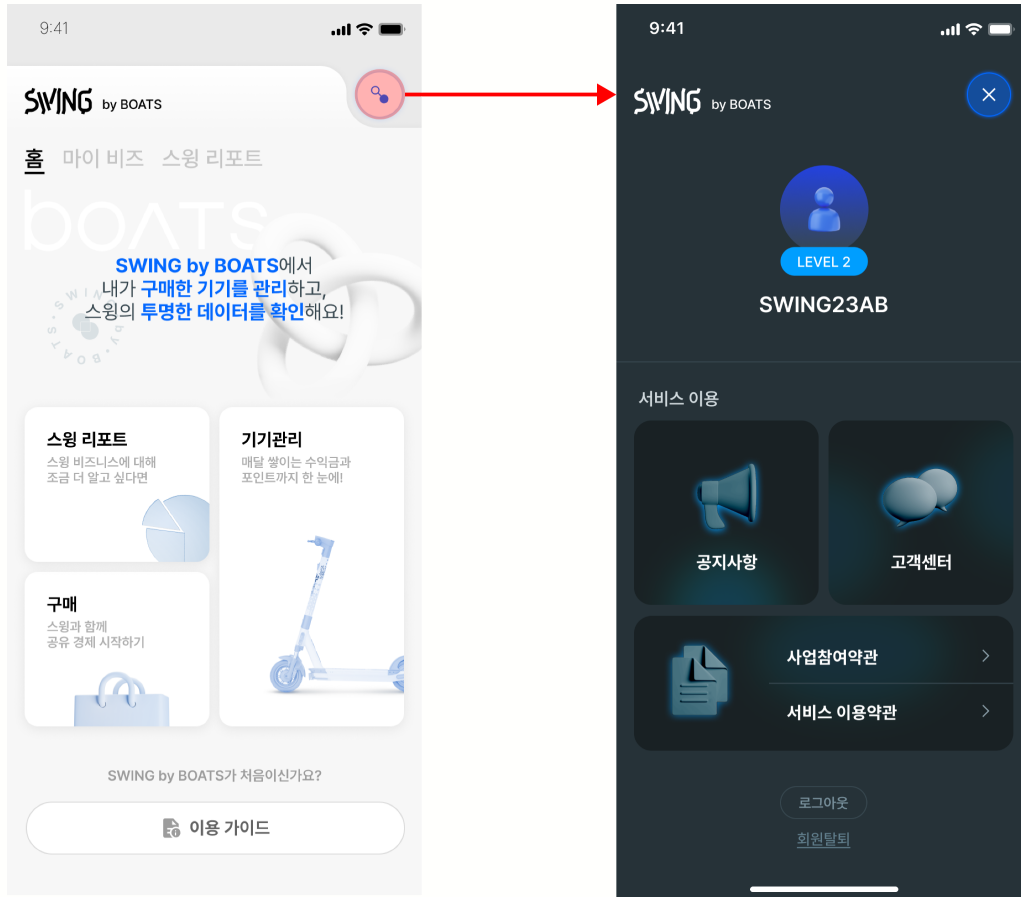 9:41
SWING by BOATS
홈 마이 비즈 스윙 리포트
boats
SWING by BOATS에서
내가 구매한 기기를 관리하고,
스윙의 투명한 데이터를 확인해요!
SWING • by • BOATS •
스윙 리포트
스윙 비즈니스에 대해
조금 더 알고 싶다면
기기관리
매달 쌓이는 수익금과
포인트까지 한 눈에!
구매
스윙과 함께
공유 경제 시작하기
SWING by BOATS가 처음이신가요?
이용 가이드
9:41
SWING by BOATS
LEVEL 2
SWING23AB
서비스 이용
공지사항
고객센터
사업참여약관
서비스 이용약관
로그아웃
회원탈퇴